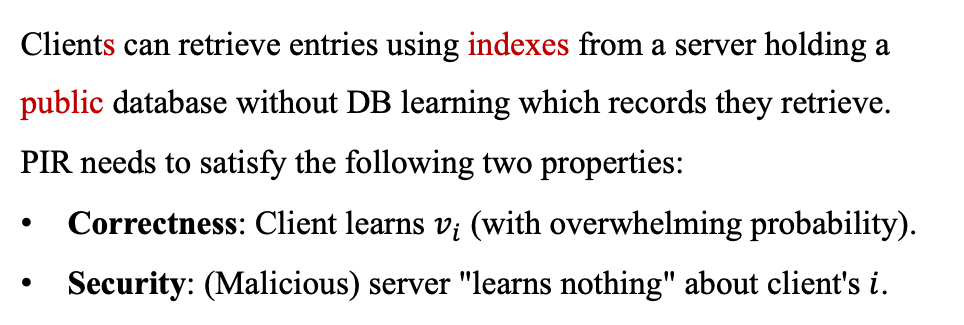 Clients can retrieve entries using indexes from a server holding a
public database without DB learning which records they retrieve.
PIR needs to satisfy the following two properties:
• Correctness: Client learns 𝑣ᵢ (with overwhelming probability).
• Security: (Malicious) server "learns nothing" about client's 𝑖.